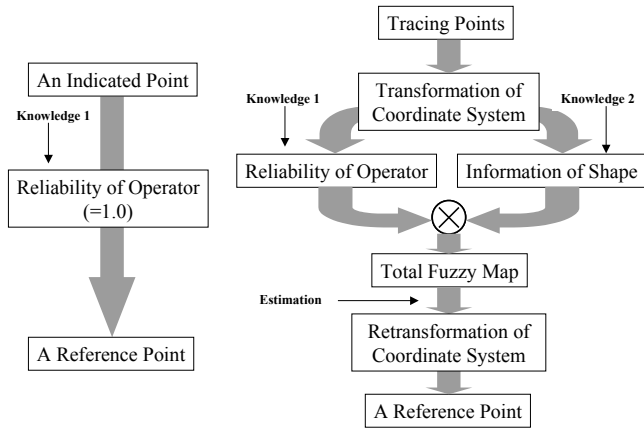 An Indicated Point
Knowledge 1
Reliability of Operator
(=1.0)
A Reference Point
Tracing Points
Transformation of
Coordinate System
Knowledge 1
Knowledge 2
Reliability of Operator
Information of Shape
Total Fuzzy Map
Estimation
Retransformation of
Coordinate System
A Reference Point